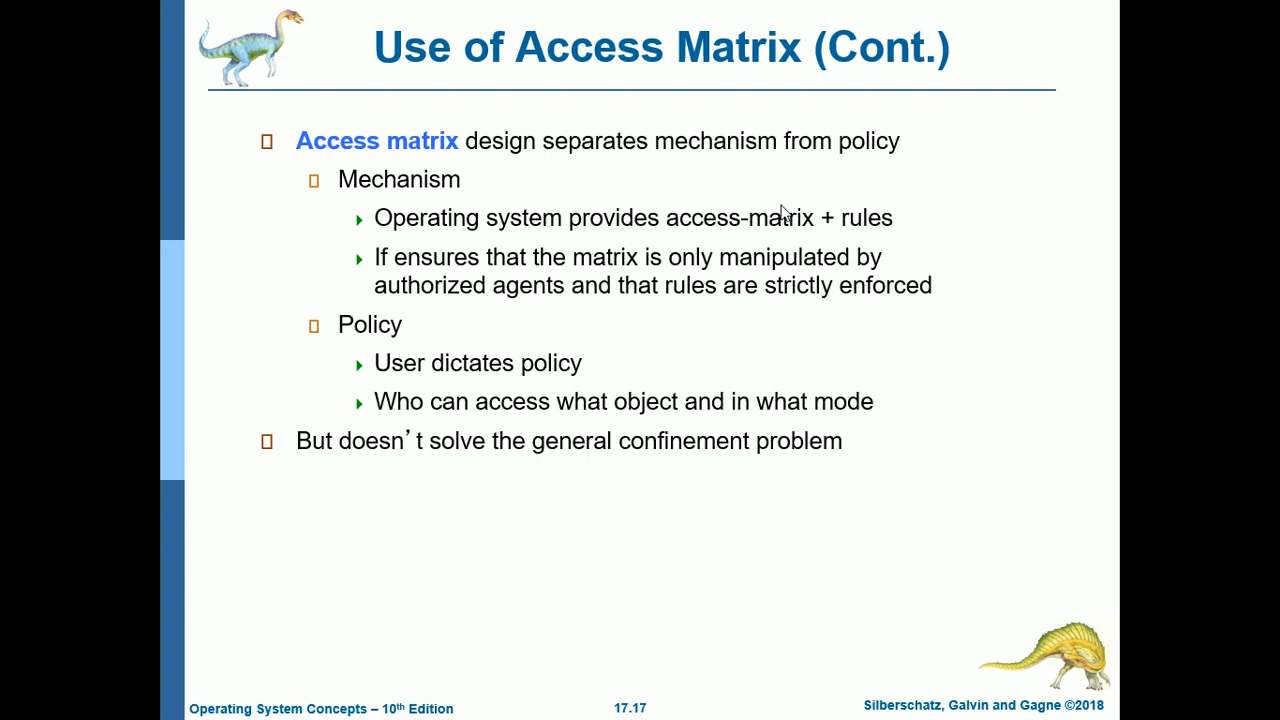 Use of Access Matrix (Cont.)
Access matrix design separates mechanism from policy
Mechanism
Operating system provides access-matrix + rules
If ensures that the matrix is only manipulated by
authorized agents and that rules are strictly enforced
Policy
User dictates policy
Who can access what object and in what mode
But doesn’t solve the general confinement problem
Operating System Concepts – 10th Edition
17.17
Silberschatz, Galvin and Gagne ©2018